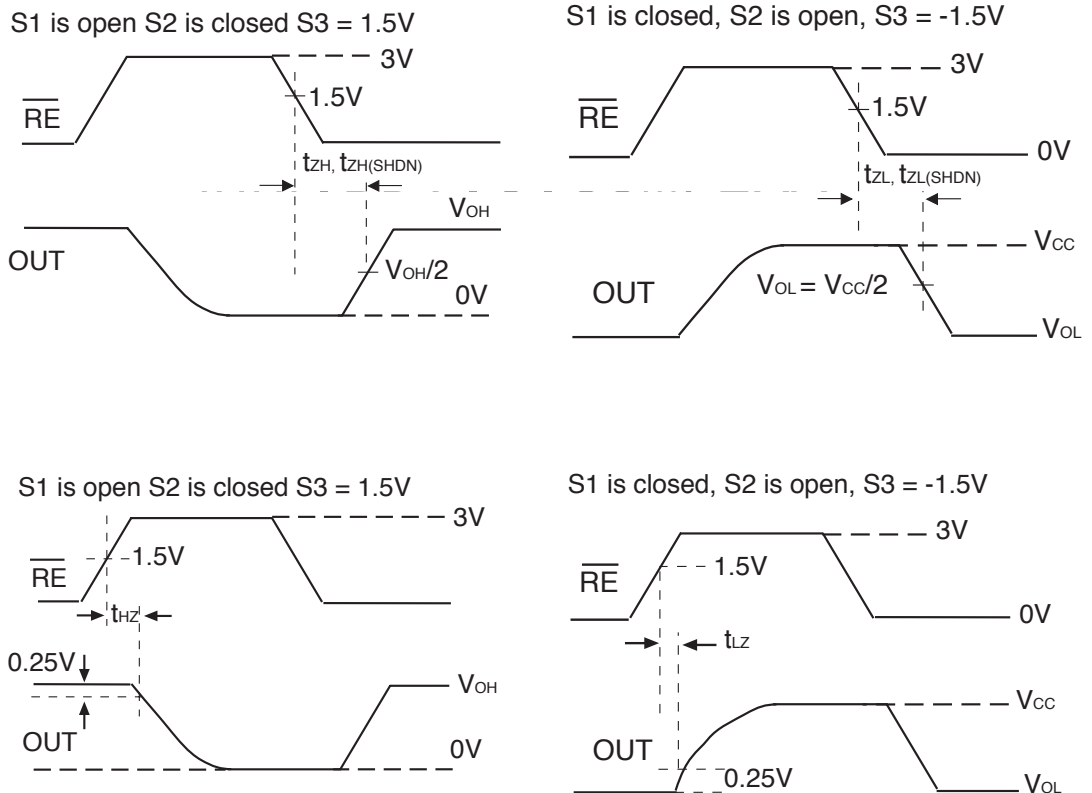 S1 is open S2 is closed S3 = 1.5V
3V
1.5V
RE
tZH, tZH(SHDN)
VOH
OUT
VOH/2
0V
S1 is closed, S2 is open, S3 = -1.5V
3V
1.5V
RE
0V
tZL, tZL(SHDN)
VCC
OUT
VOL = VCC/2
VOL
S1 is open S2 is closed S3 = 1.5V
3V
1.5V
RE
tHZ
0.25V
VOH
OUT
0V
S1 is closed, S2 is open, S3 = -1.5V
3V
1.5V
RE
0V
tLZ
VCC
OUT
0.25V
VOL